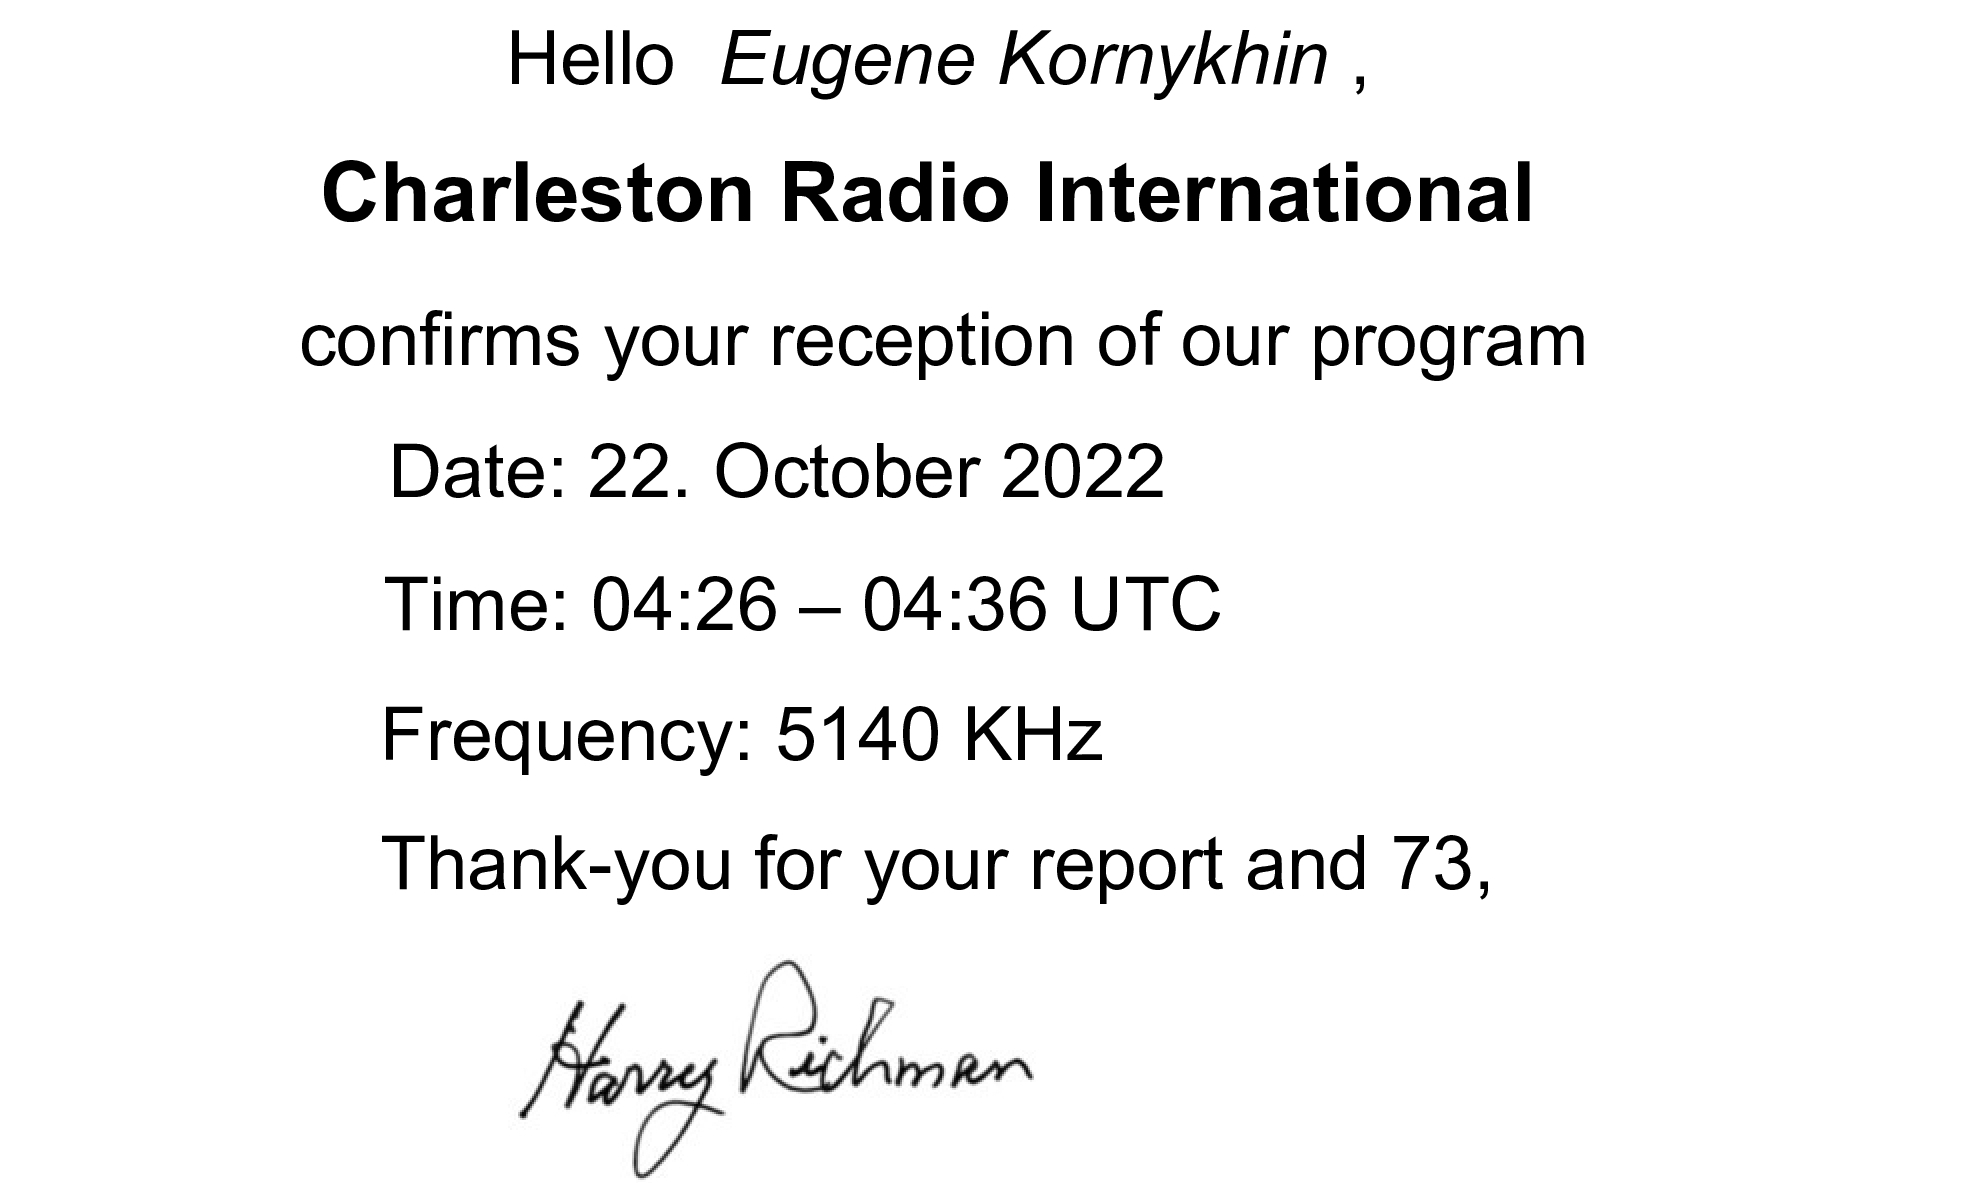 Hello Eugene Kornykhin ,
Charleston Radio International
confirms your reception of our program
Date: 22. October 2022
Time: 04:26 – 04:36 UTC
Frequency: 5140 KHz
Thank-you for your report and 73,
Harry Richman